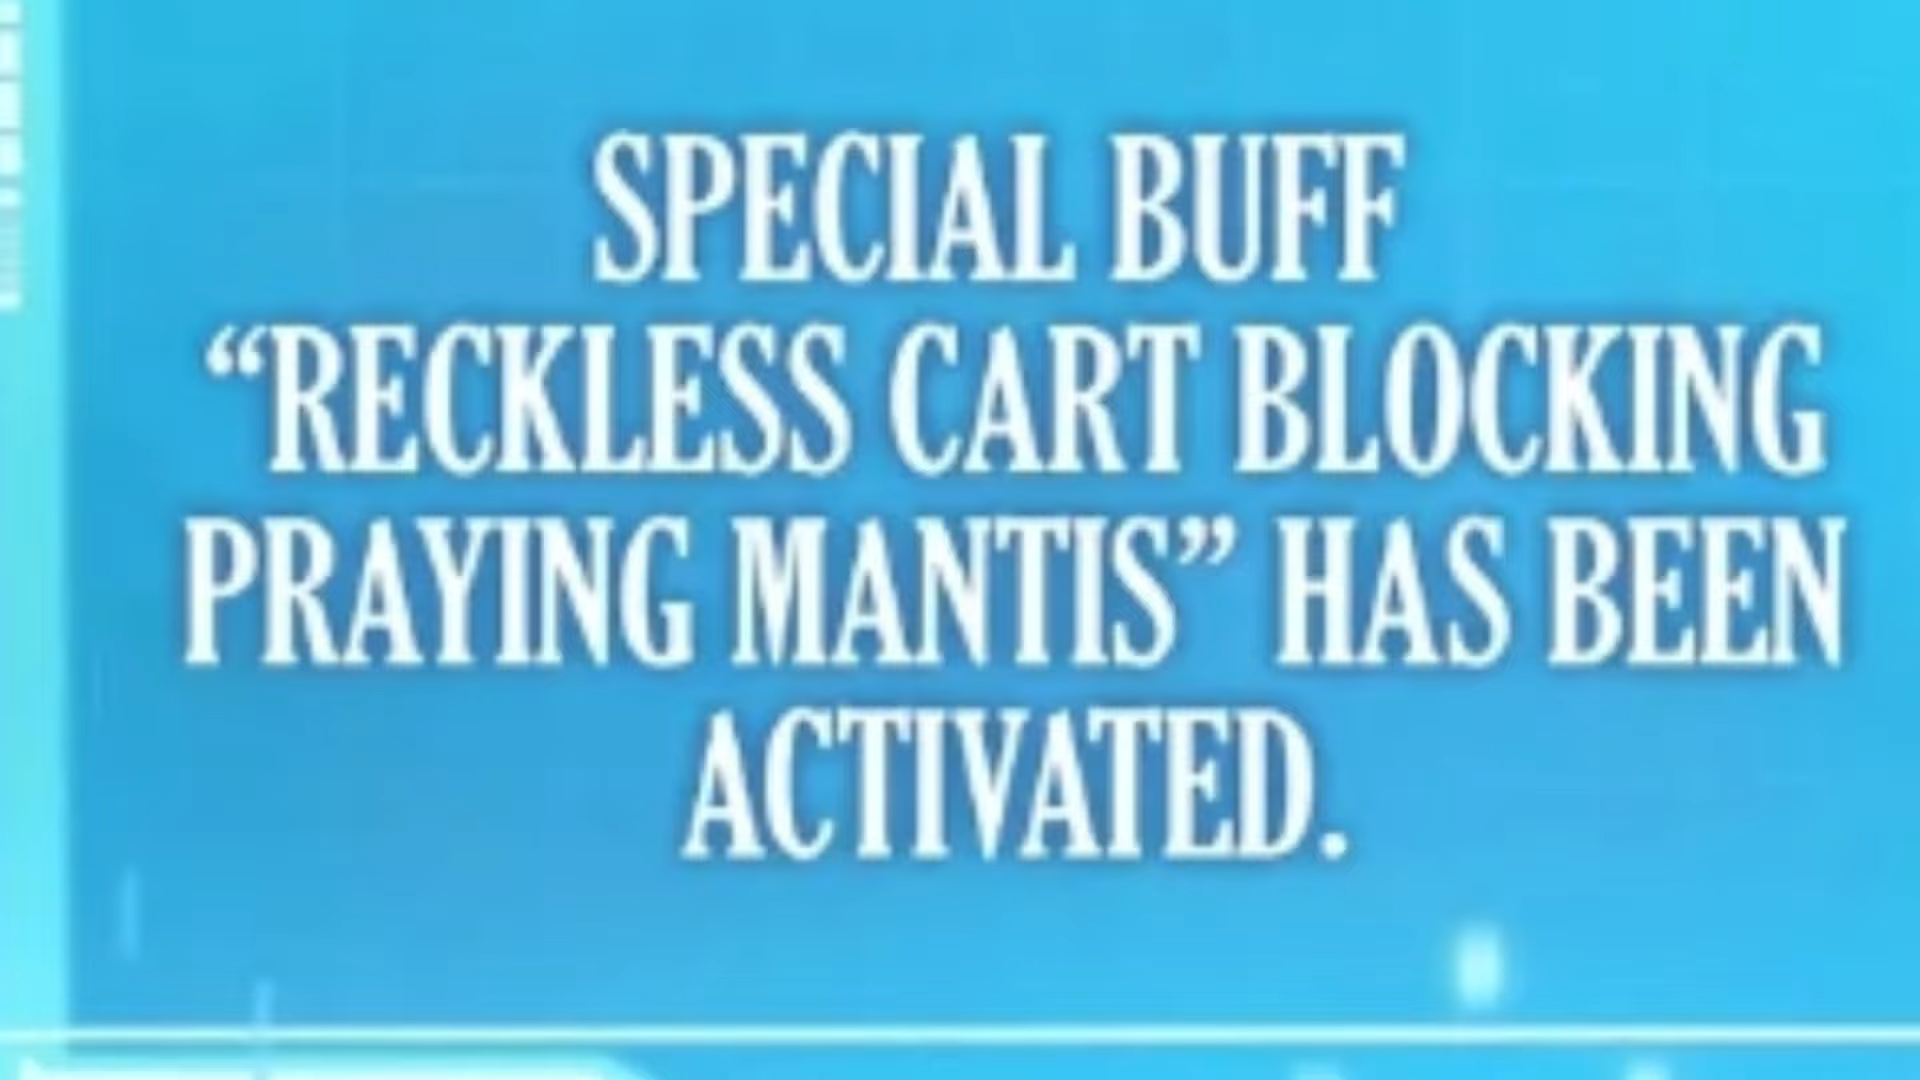 SPECIAL BUFF
“RECKLESS CART BLOCKING
PRAYING MANTIS” HAS BEEN
ACTIVATED.